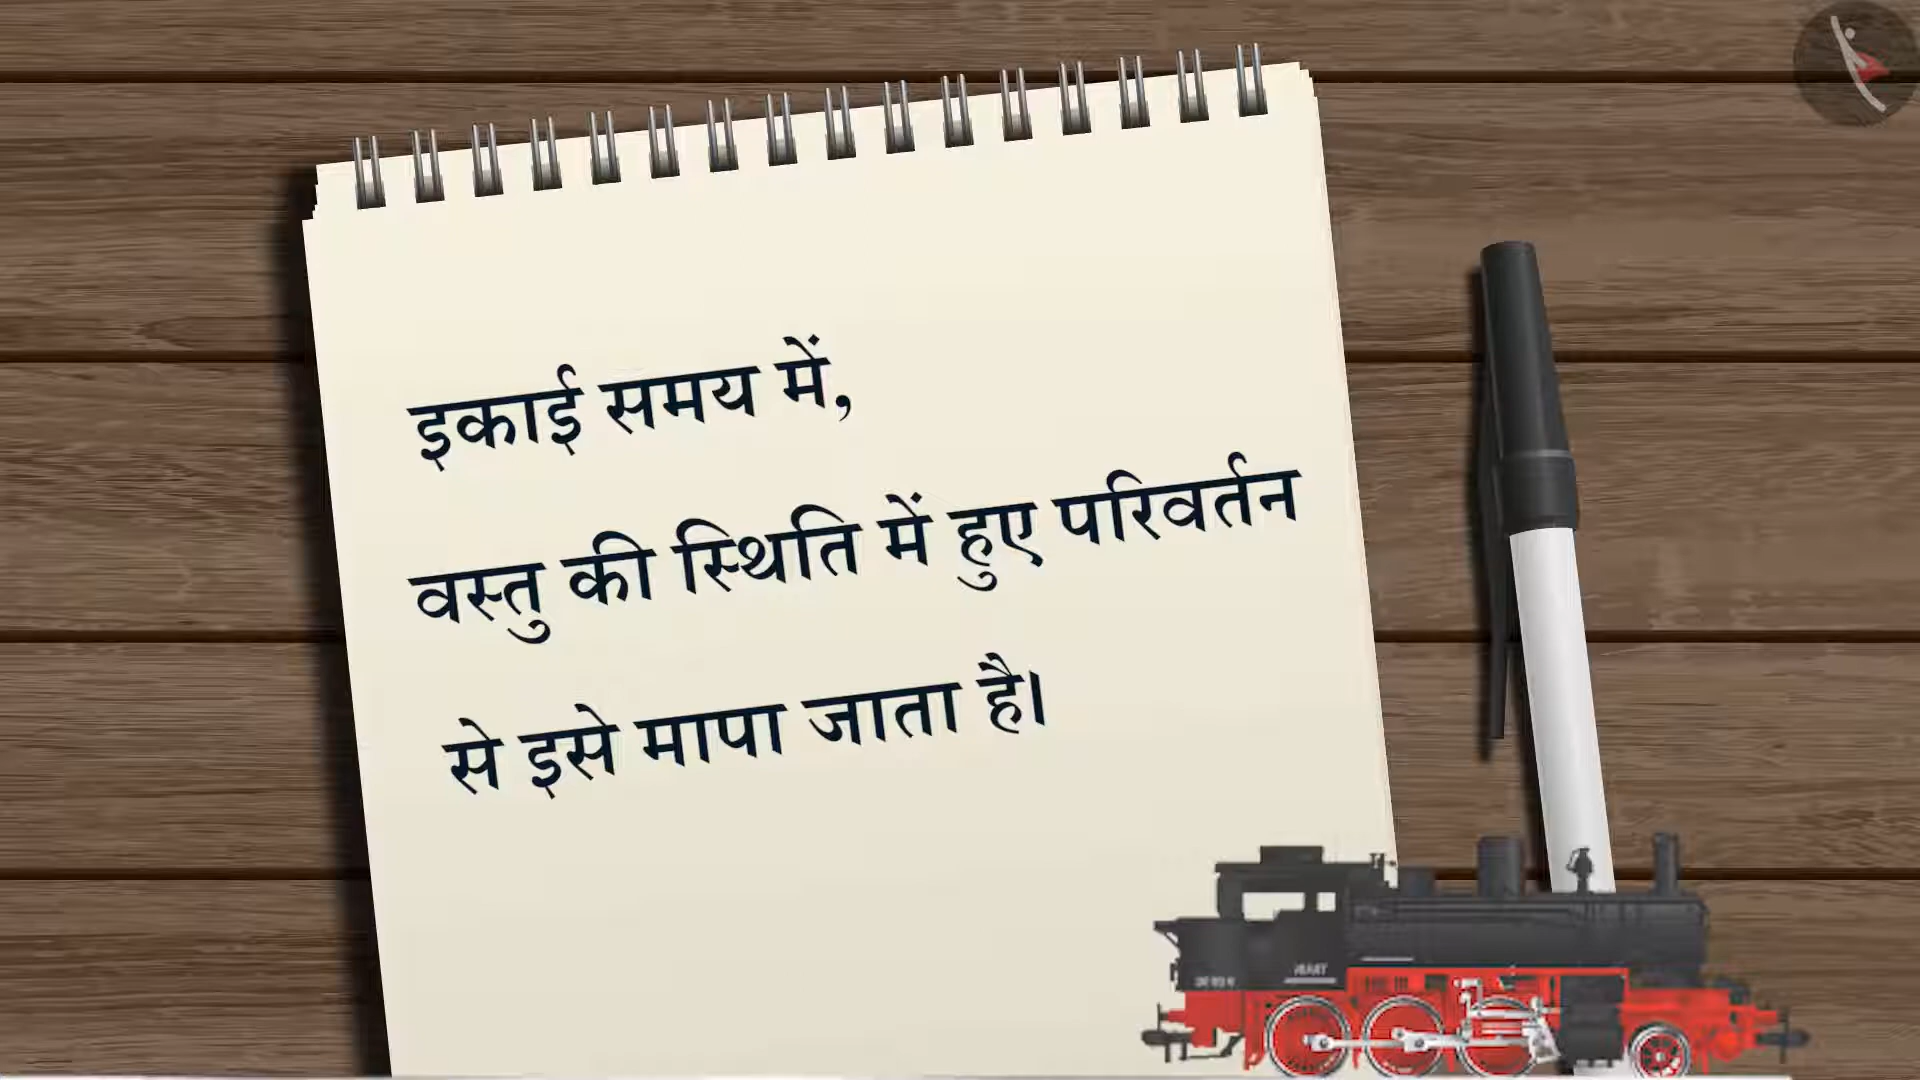 इकाई समय में,
वस्तु की स्थिति में हुए परिवर्तन
से इसे मापा जाता है।